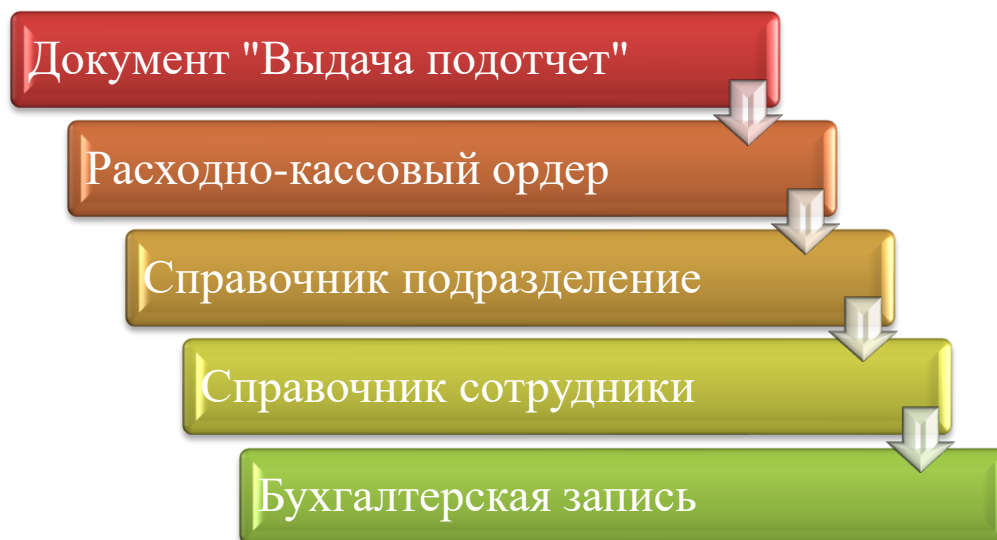 Документ "Выдача подотчет"
Расходно-кассовый ордер
Справочник подразделение
Справочник сотрудники
Бухгалтерская запись